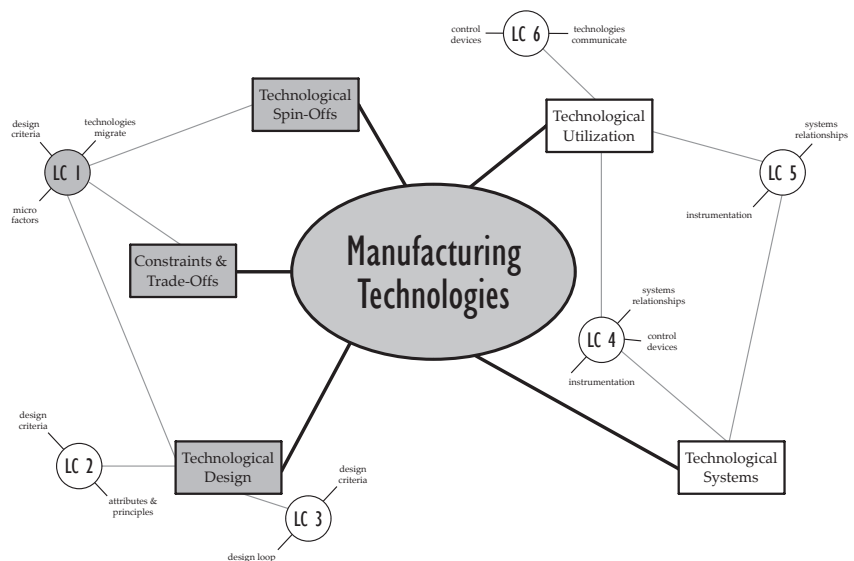 control
devices
LC 6
technologies
communicate
Technological
Spin-Offs
Technological
Utilization
design
criteria
technologies
migrate
LC 1
micro
factors
systems
relationships
LC 5
instrumentation
Constraints &
Trade-Offs
Manufacturing
Technologies
systems
relationships
LC 4
control
devices
instrumentation
design
criteria
LC 2
attributes &
principles
Technological
Design
design
criteria
LC 3
design loop
Technological
Systems